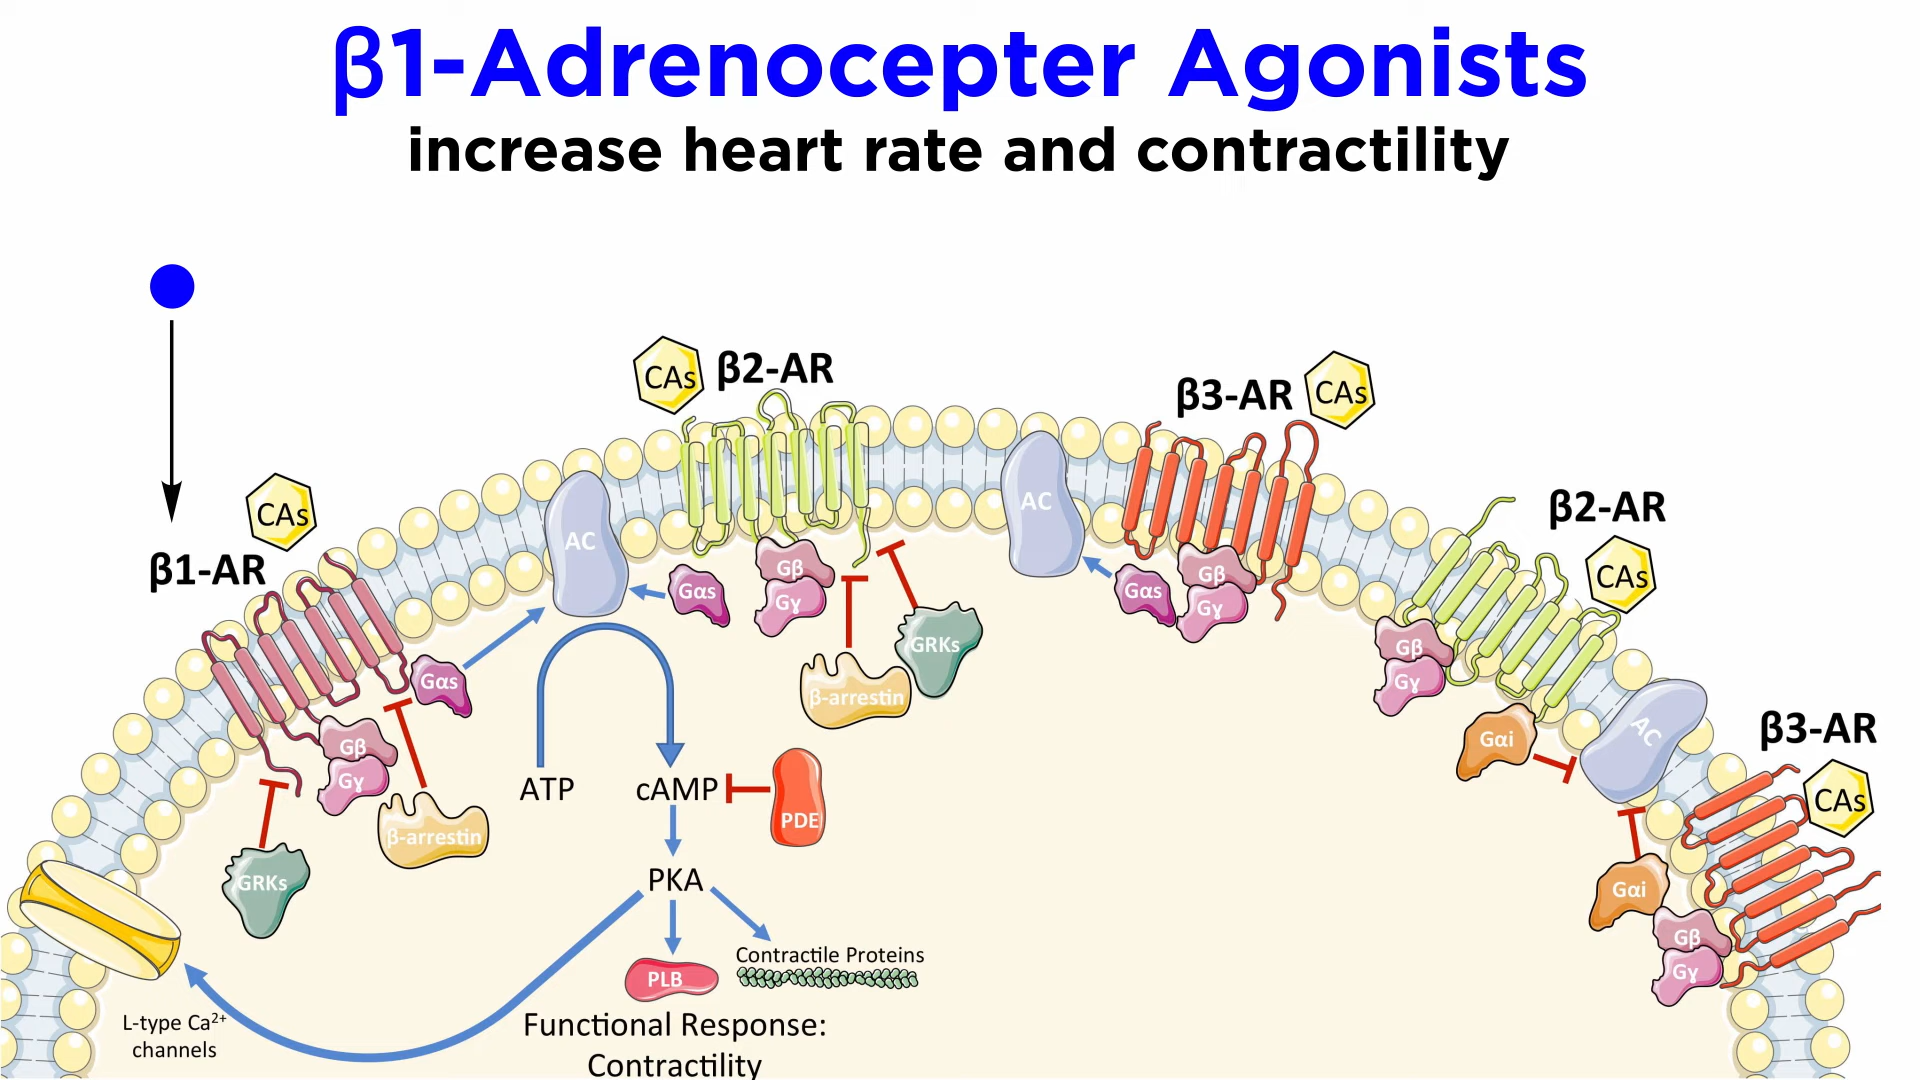 β1-Adrenocepter Agonists
increase heart rate and contractility
CAs
β2-AR
β3-AR
CAs
CAs
β1-AR
β2-AR
CAs
AC
AC
Gαs
Gβ
Gγ
GRKs
β-arrestin
Gαs
Gβ
Gγ
Gαs
Gβ
Gγ
β-arrestin
GRKs
ATP
cAMP
PDE
PKA
PLB
Contractile Proteins
L-type Ca²⁺
channels
Functional Response:
Contractility
Gβ
Gγ
Gαi
AC
β3-AR
CAs
Gαi
Gβ
Gγ